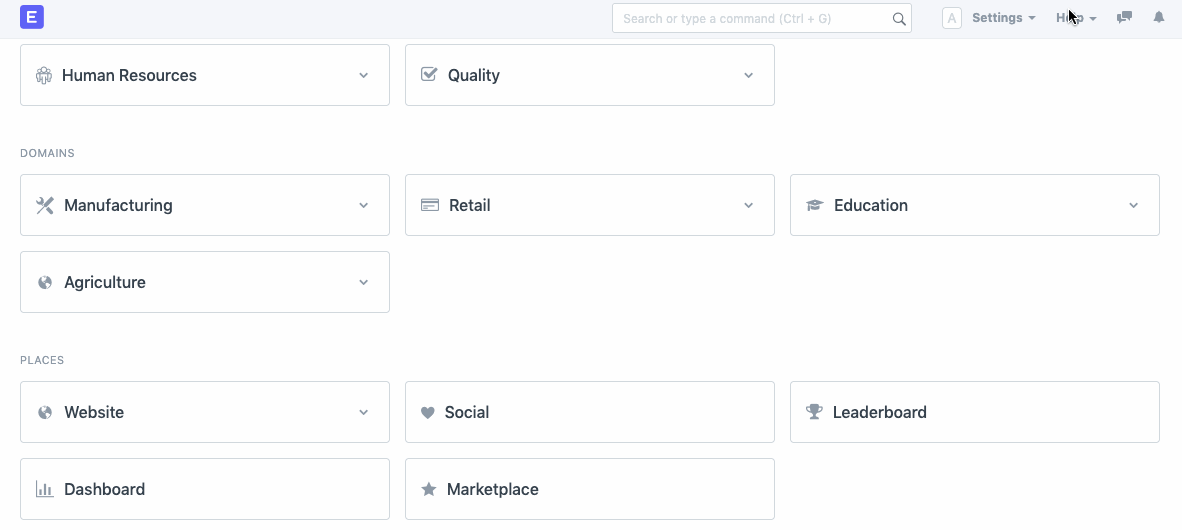 E
Search or type a command (Ctrl + G)
A
Settings
Help
Human Resources
Quality
DOMAINS
Manufacturing
Retail
Education
Agriculture
PLACES
Website
Social
Leaderboard
Dashboard
Marketplace